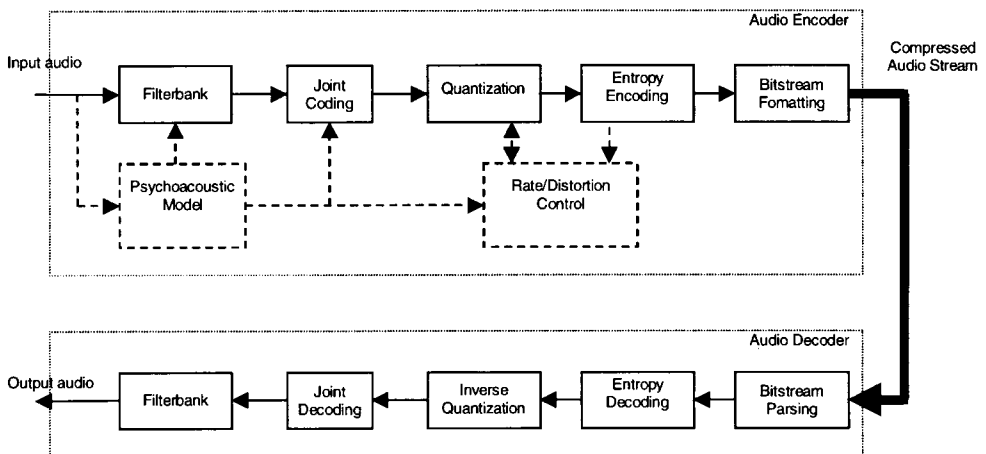 Audio Encoder
Compressed
Audio Stream
Input audio
Filterbank
Joint
Coding
Quantization
Entropy
Encoding
Bitstream
Fomatting
Psychoacoustic
Model
Rate/Distortion
Control
Audio Decoder
Output audio
Filterbank
Joint
Decoding
Inverse
Quantization
Entropy
Decoding
Bitstream
Parsing